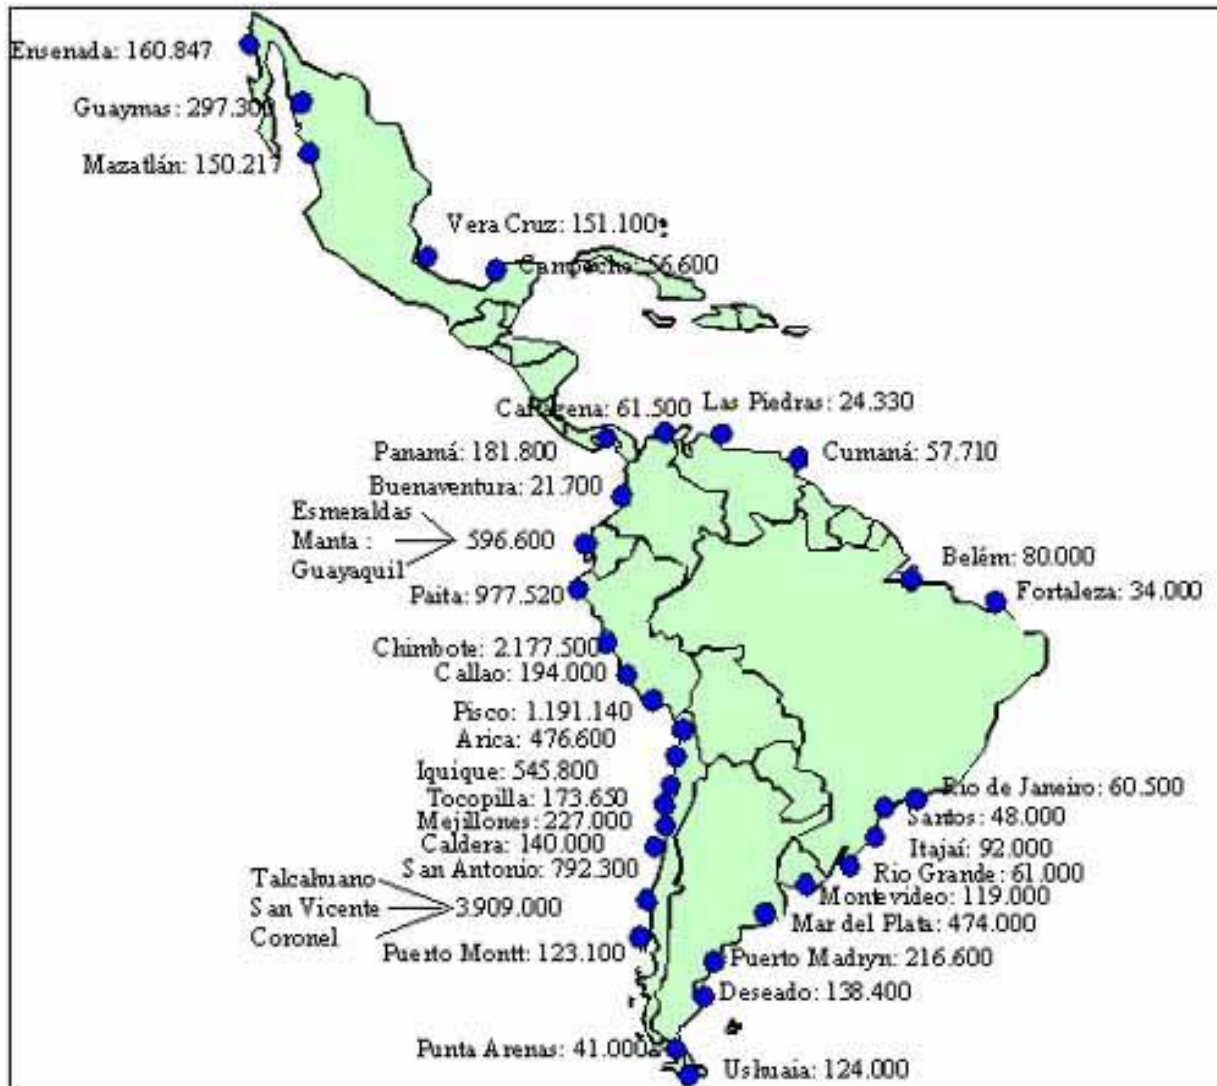 Ensenada: 160.847
Guaymas: 297.300
Mazatlán: 150.217
Vera Cruz: 151.100
Campeche: 56.600
Cartagena: 61.500
Las Piedras: 24.330
Panamá: 181.800
Cumaná: 57.710
Buenaventura: 21.700
Esmeraldas
Manta :
Guayaquil
596.600
Belém: 80.000
Paita: 977.520
Fortaleza: 34.000
Chimbote: 2.177.500
Callao: 194.000
Pisco: 1.191.140
Arica: 476.600
Iquique: 545.800
Tocopilla: 173.650
Mejillones: 227.000
Caldera: 140.000
San Antonio: 792.300
Rio de Janeiro: 60.500
Santos: 48.000
Itajaí: 92.000
Rio Grande: 61.000
Montevideo: 119.000
Mar del Plata: 474.000
Talcahuano
San Vicente
Coronel
3.909.000
Puerto Montt: 123.100
Puerto Madryn: 216.600
Deseado: 138.400
Punta Arenas: 41.000
Ushuaia: 124.000